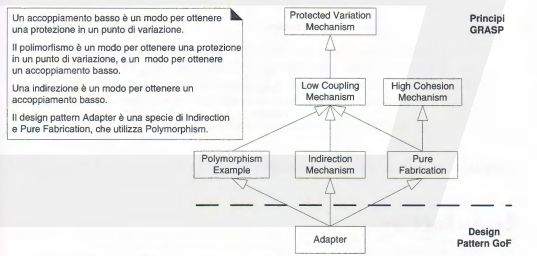 Un accoppiamento basso è un modo per ottenere
una protezione in un punto di variazione.
Il polimorfismo è un modo per ottenere una protezione
in un punto di variazione, e un modo per ottenere
un accoppiamento basso.
Una indirezione è un modo per ottenere un
accoppiamento basso.
Il design pattern Adapter è una specie di Indirection
e Pure Fabrication, che utilizza Polymorphism.
Protected Variation
Mechanism
Principi
GRASP
Low Coupling
Mechanism
High Cohesion
Mechanism
Polymorphism
Example
Indirection
Mechanism
Pure
Fabrication
Adapter
Design
Pattern GoF